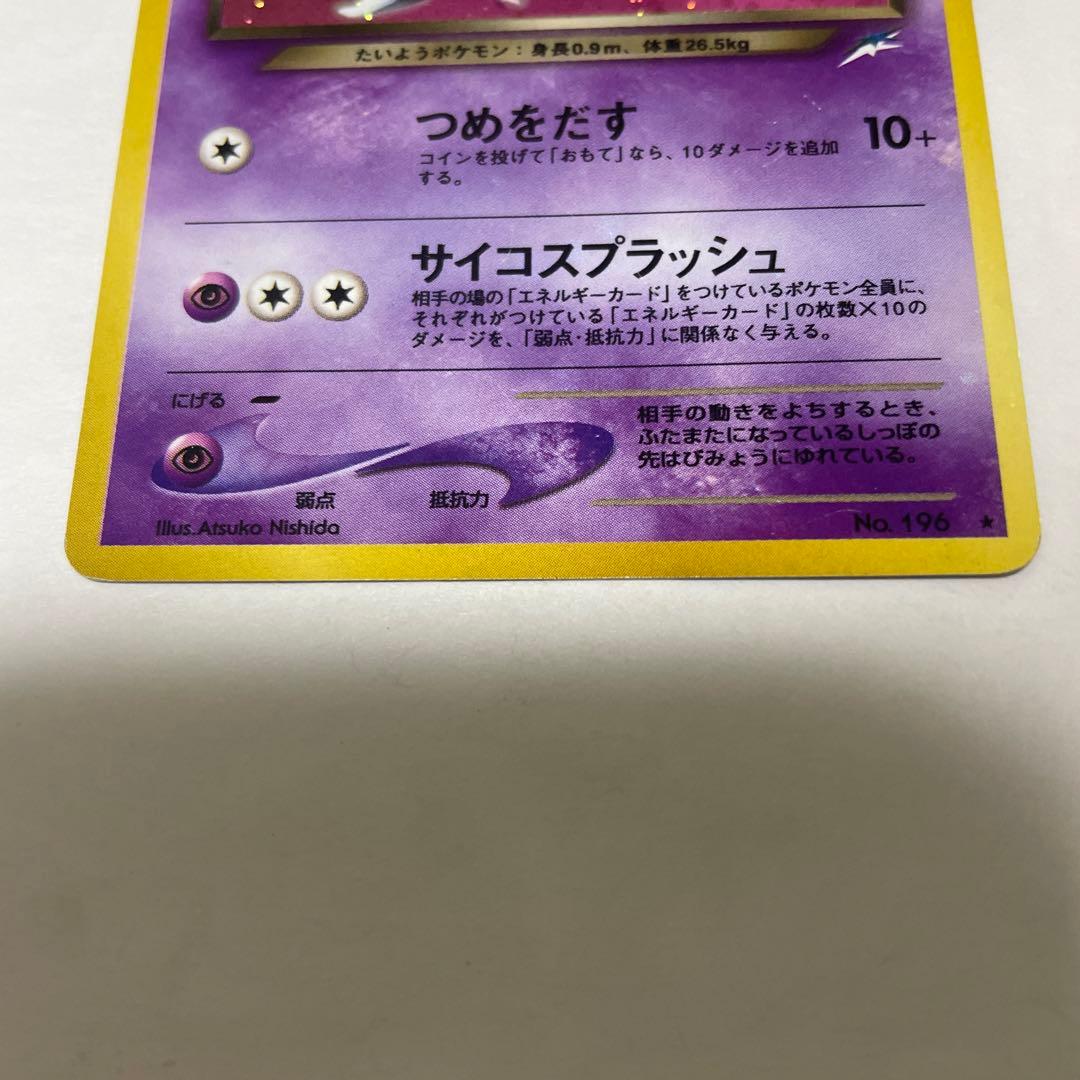 たいようポケモン：身長0.9m、体重26.5kg
つめをだす 10+
コインを投げて「おもて」なら、10ダメージを追加
する。
サイコスプラッシュ
相手の場の「エネルギーカード」をつけているポケモン全員に、
それぞれがつけている「エネルギーカード」の枚数×10の
ダメージを、「弱点・抵抗力」に関係なく与える。
にげる
相手の動きをよちするとき、
ふたまたになっているしっぽの
先はびみょうにゆれている。
弱点 抵抗力
Illus.Atsuko Nishida No. 196 ★